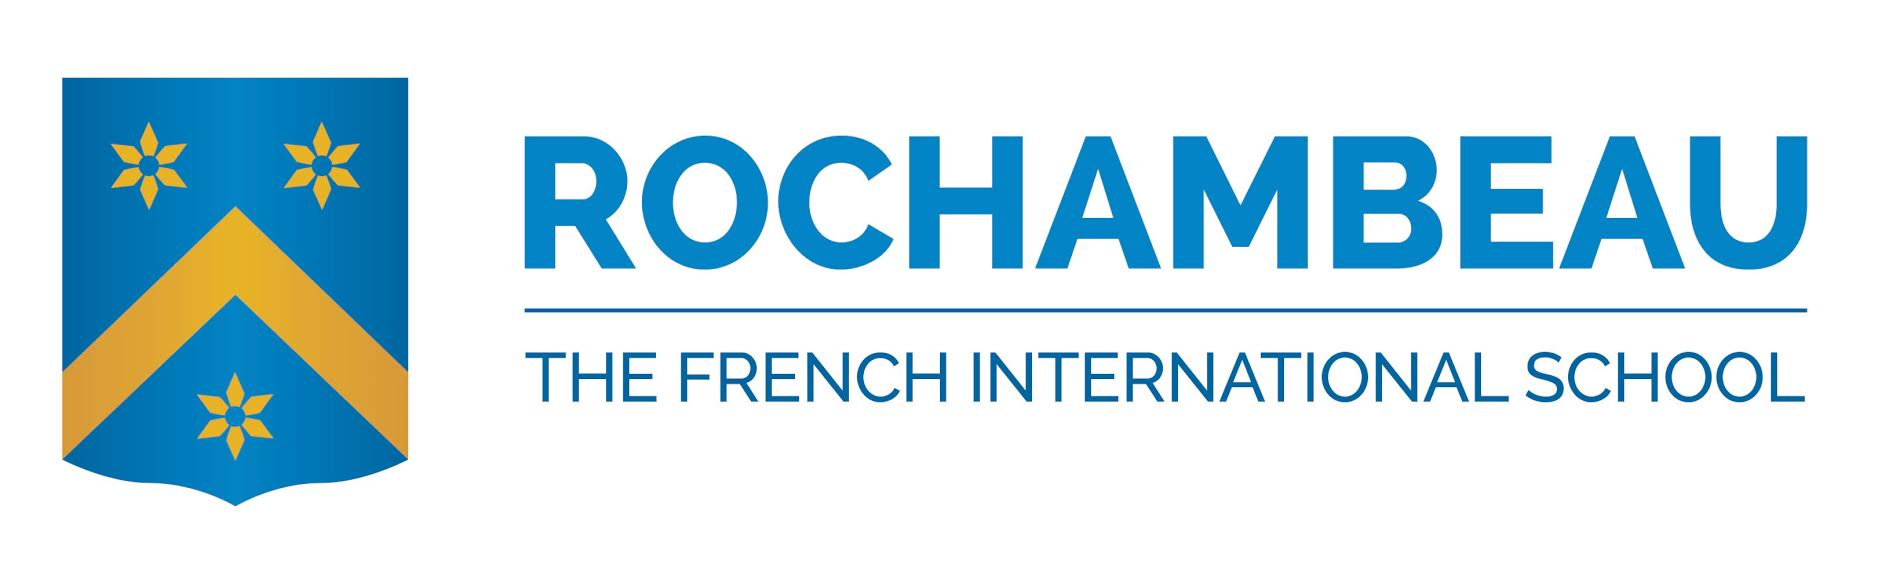 ROCHAMBEAU
THE FRENCH INTERNATIONAL SCHOOL